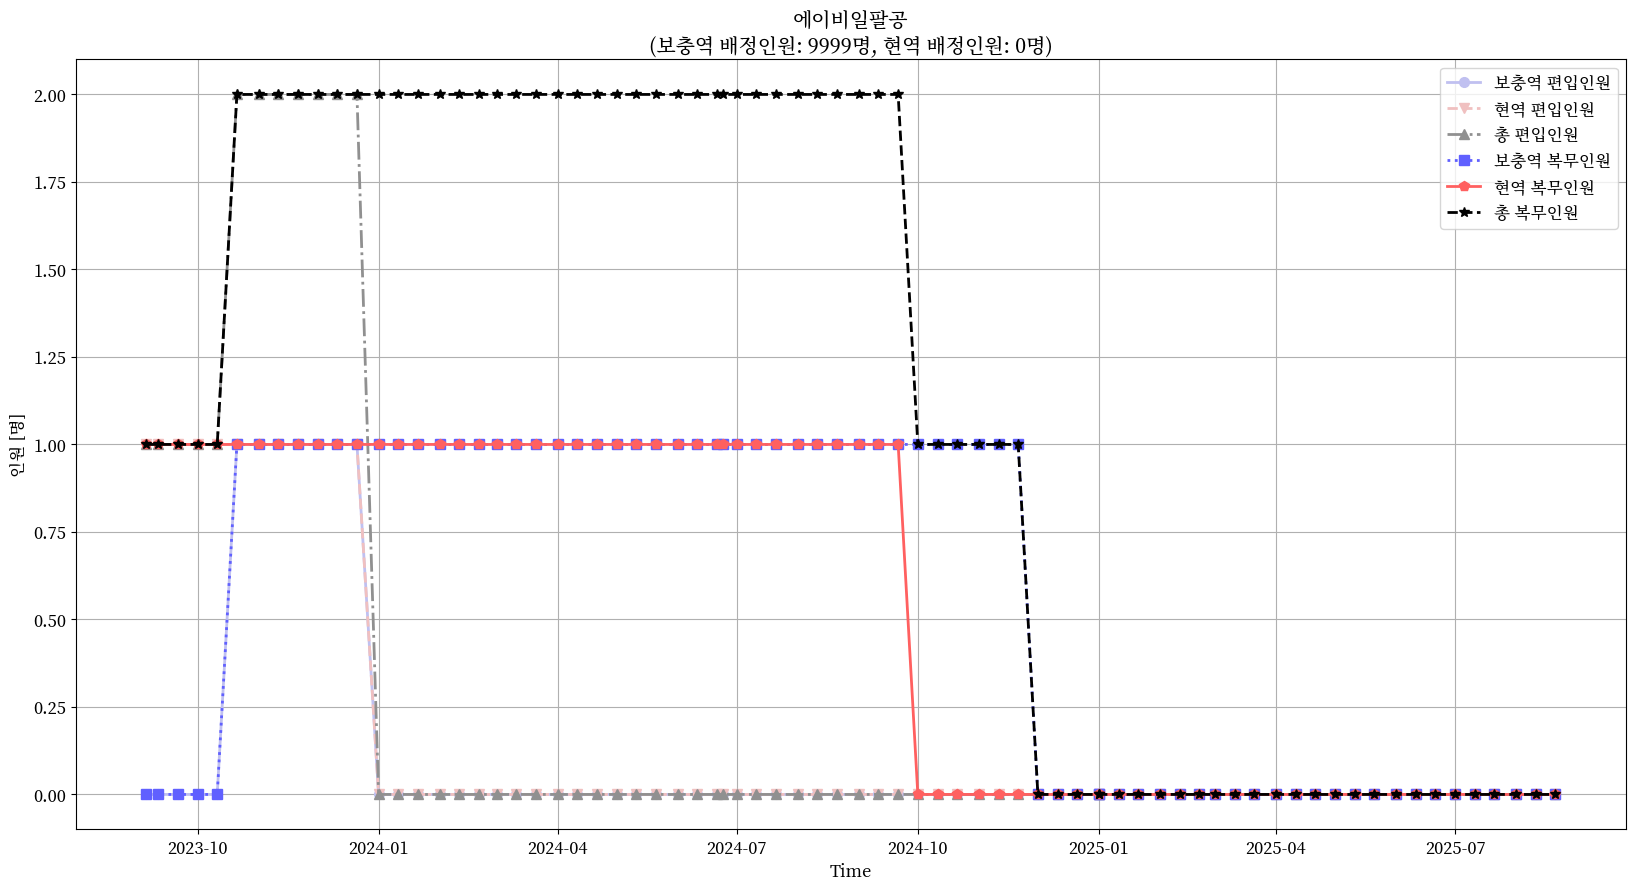 에이비일팔공
(보충역 배정인원: 9999명, 현역 배정인원: 0명)
보충역 편입인원
현역 편입인원
총 편입인원
보충역 복무인원
현역 복무인원
총 복무인원
인원 [명]
2.00
1.75
1.50
1.25
1.00
0.75
0.50
0.25
0.00
2023-10 2024-01 2024-04 2024-07 2024-10 2025-01 2025-04 2025-07
Time